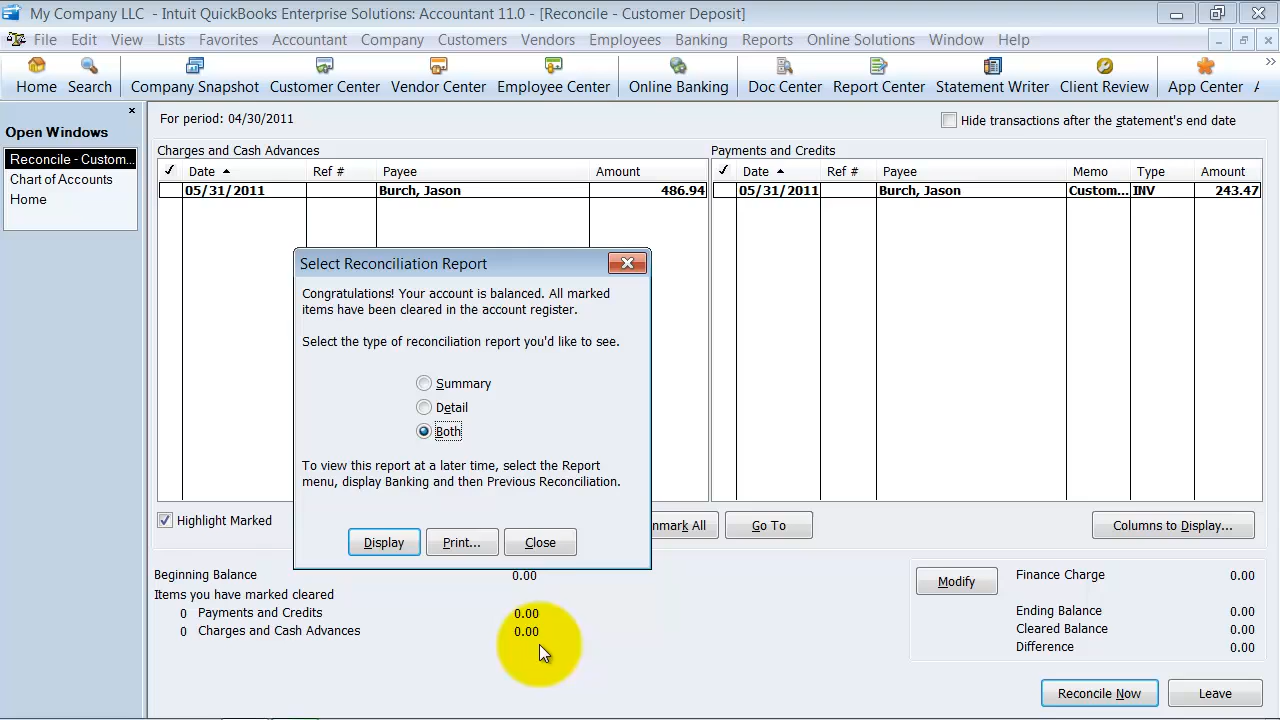 My Company LLC - Intuit QuickBooks Enterprise Solutions: Accountant 11.0 - [Reconcile - Customer Deposit]
File Edit View Lists Favorites Accountant Company Customers Vendors Employees Banking Reports Online Solutions Window Help
Home Search Company Snapshot Customer Center Vendor Center Employee Center Online Banking Doc Center Report Center Statement Writer Client Review App Center
Open Windows
Reconcile - Custom...
Chart of Accounts
Home
For period: 04/30/2011
Hide transactions after the statement's end date
Charges and Cash Advances
Payments and Credits
✓ Date Ref # Payee Amount
05/31/2011 Burch, Jason 486.94
✓ Date Ref # Payee Memo Type Amount
05/31/2011 Burch, Jason Custom... INV 243.47
Select Reconciliation Report
Congratulations! Your account is balanced. All marked
items have been cleared in the account register.
Select the type of reconciliation report you'd like to see.
Summary
Detail
Both
To view this report at a later time, select the Report
menu, display Banking and then Previous Reconciliation.
Display Print... Close
Highlight Marked
All
Go To
Columns to Display...
Beginning Balance 0.00
Items you have marked cleared
0 Payments and Credits 0.00
0 Charges and Cash Advances 0.00
Modify
Finance Charge 0.00
Ending Balance 0.00
Cleared Balance 0.00
Difference 0.00
Reconcile Now Leave